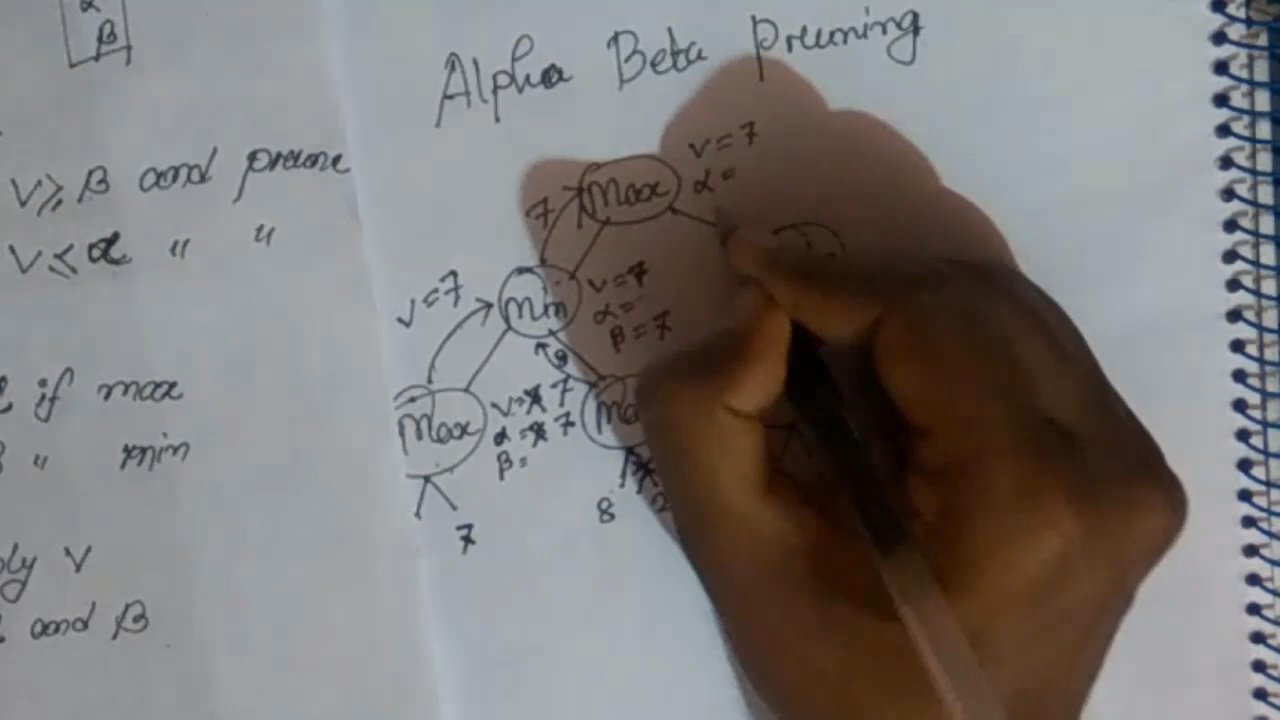 α
β
Alpha Beta Pruning
V ≥ β and prune
V ≤ α " "
if max
" min
V
and β
V = 7
α =
Max
7
V = 7
α =
β = 7
Min
V = 7
8
Max
V = 7
α = 7
β =
7
8